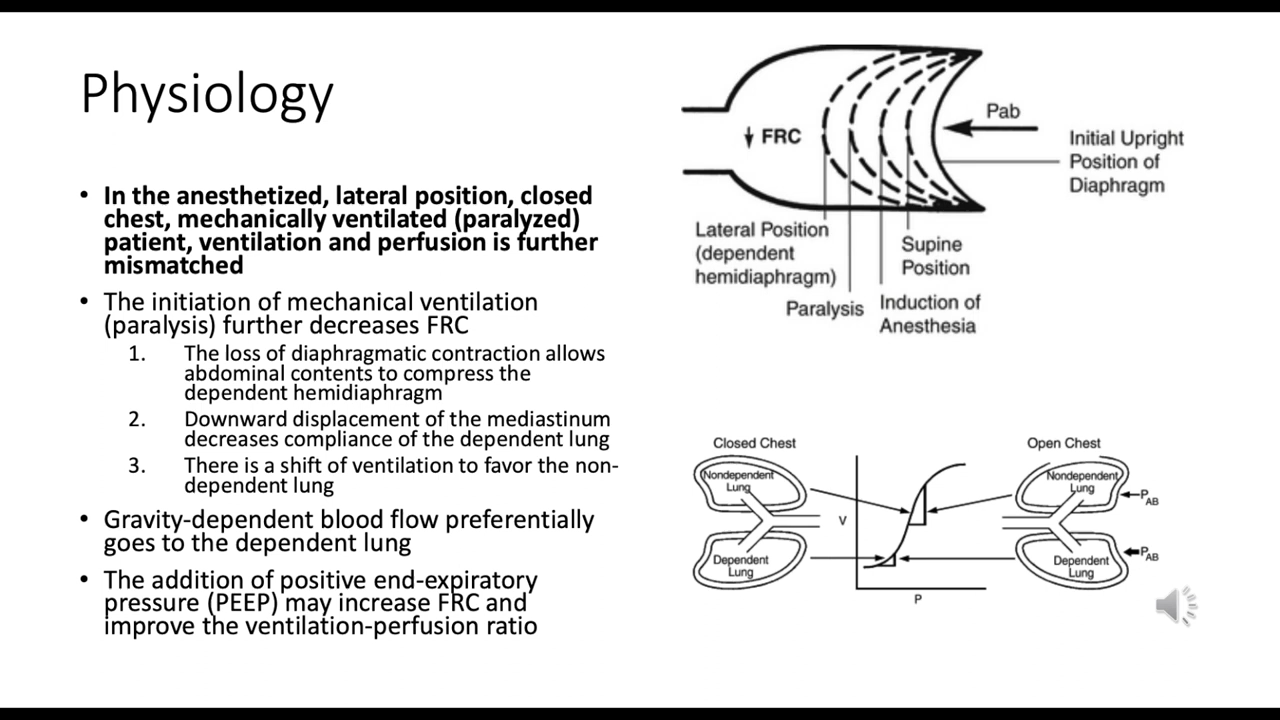 Physiology
• In the anesthetized, lateral position, closed
chest, mechanically ventilated (paralyzed)
patient, ventilation and perfusion is further
mismatched
• The initiation of mechanical ventilation
(paralysis) further decreases FRC
1. The loss of diaphragmatic contraction allows
abdominal contents to compress the
dependent hemidiaphragm
2. Downward displacement of the mediastinum
decreases compliance of the dependent lung
3. There is a shift of ventilation to favor the non-
dependent lung
• Gravity-dependent blood flow preferentially
goes to the dependent lung
• The addition of positive end-expiratory
pressure (PEEP) may increase FRC and
improve the ventilation-perfusion ratio
↓ FRC
Pab
Initial Upright
Position of
Diaphragm
Lateral Position
(dependent
hemidiaphragm)
Paralysis
Induction of
Anesthesia
Supine
Position
Closed Chest
Nondependent
Lung
Dependent
Lung
V
P
Open Chest
Nondependent
Lung
PAB
Dependent
Lung
PAB